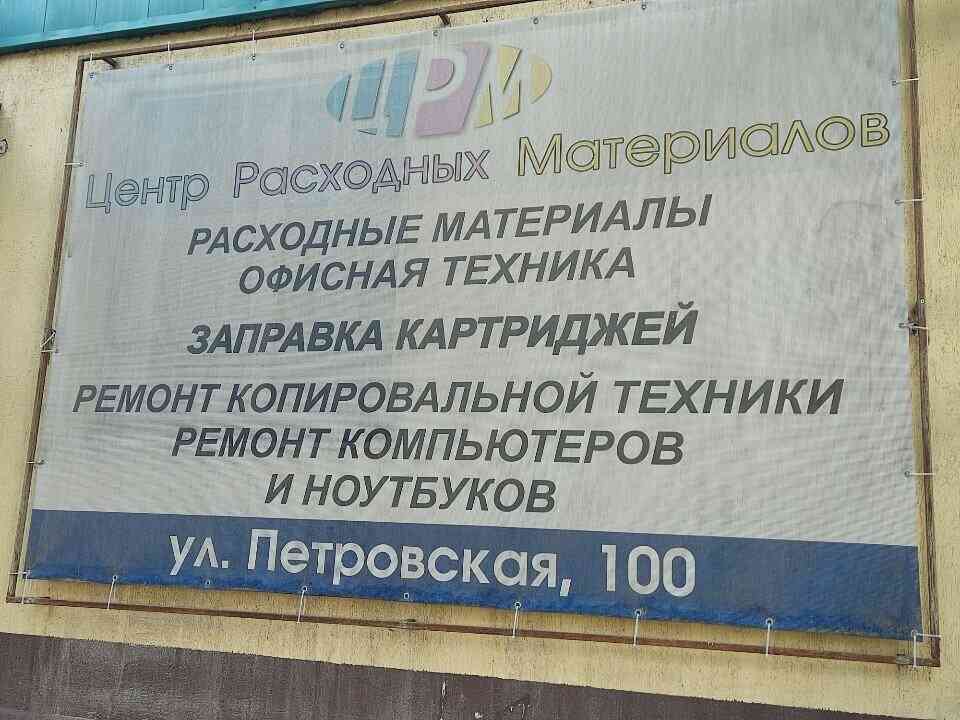 ЦРМ
Центр Расходных Материалов
РАСХОДНЫЕ МАТЕРИАЛЫ
ОФИСНАЯ ТЕХНИКА
ЗАПРАВКА КАРТРИДЖЕЙ
РЕМОНТ КОПИРОВАЛЬНОЙ ТЕХНИКИ
РЕМОНТ КОМПЬЮТЕРОВ
И НОУТБУКОВ
ул. Петровская, 100